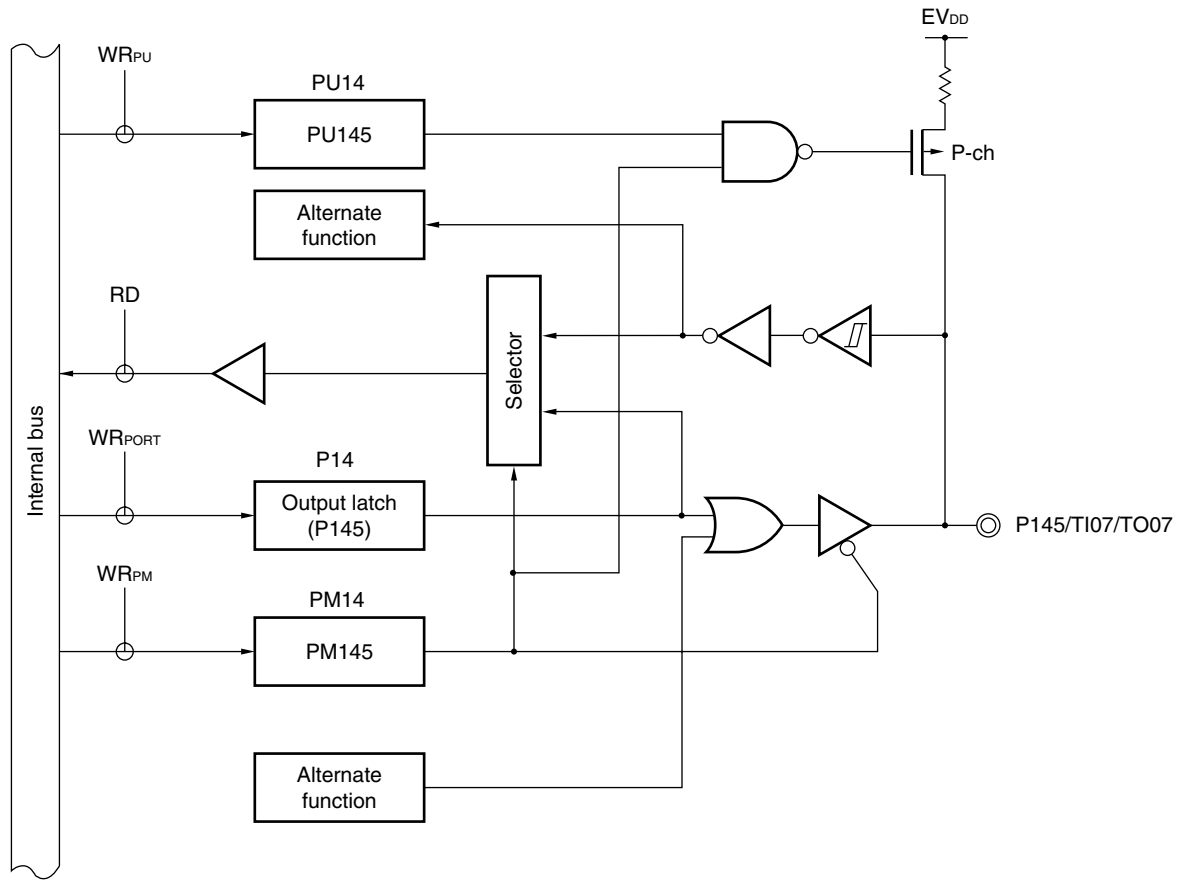 EVDD
WRPU
PU14
PU145
P-ch
Alternate
function
RD
Selector
Internal bus
WRPORT
P14
Output latch
(P145)
P145/TI07/TO07
WRPM
PM14
PM145
Alternate
function